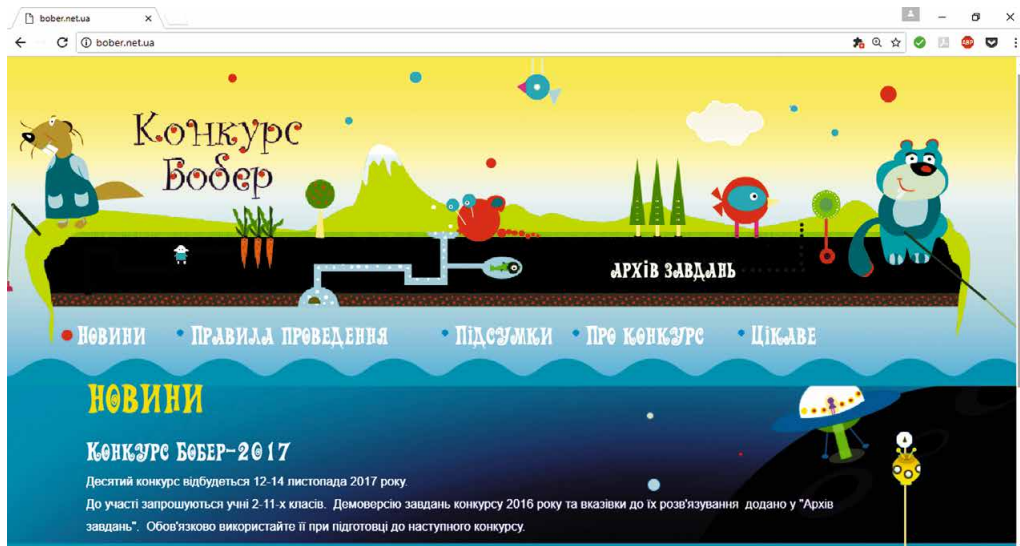 bober.net.ua
bober.net.ua
Конкурс
Бобер
Архів завдань
Новини
Правила проведення
Підсумки
Про конкурс
Цікаве
Новини
Конкурс Бобер-2017
Десятий конкурс відбудеться 12-14 листопада 2017 року.
До участі запрошуються учні 2-11-х класів. Демоверсію завдань конкурсу 2016 року та вказівки до їх розв'язування додано у "Архів
завдань". Обов'язково використайте її при підготовці до наступного конкурсу.